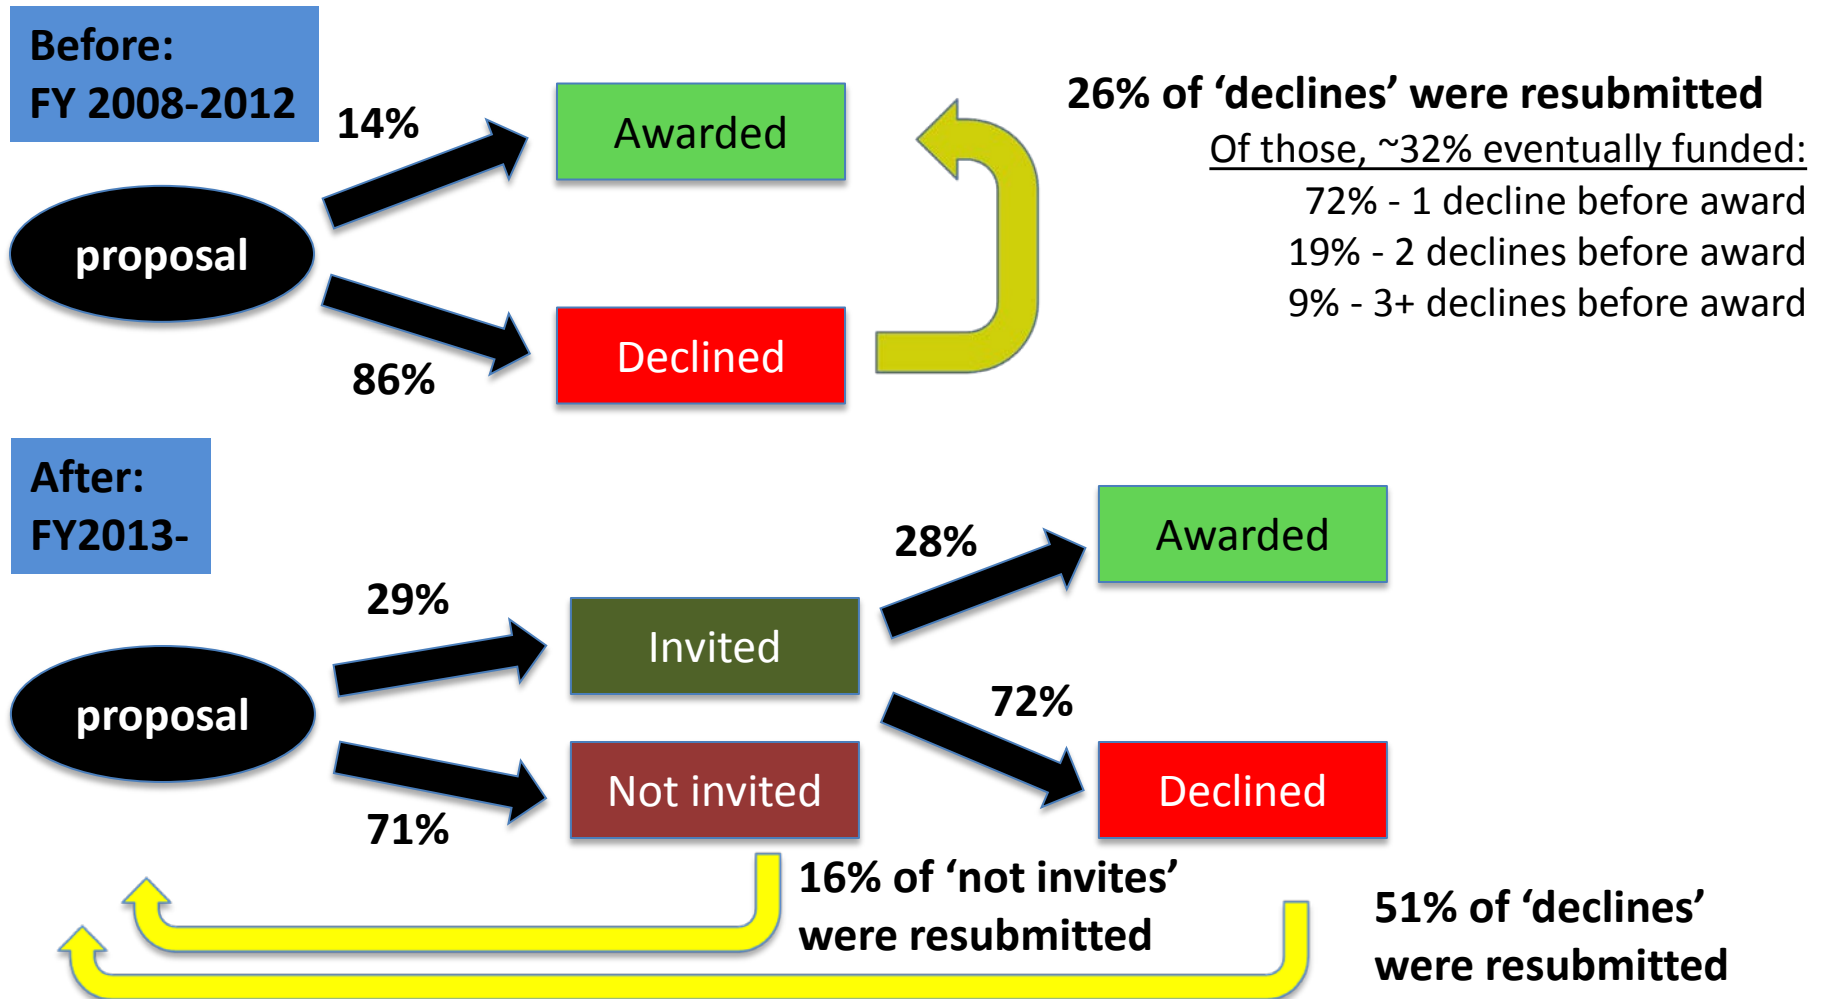 Before:
FY 2008-2012
14%
Awarded
proposal
86%
Declined
26% of ‘declines’ were resubmitted
Of those, ~32% eventually funded:
72% - 1 decline before award
19% - 2 declines before award
9% - 3+ declines before award
After:
FY2013-
29%
Invited
28%
Awarded
proposal
71%
Not invited
72%
Declined
16% of ‘not invites’
were resubmitted
51% of ‘declines’
were resubmitted